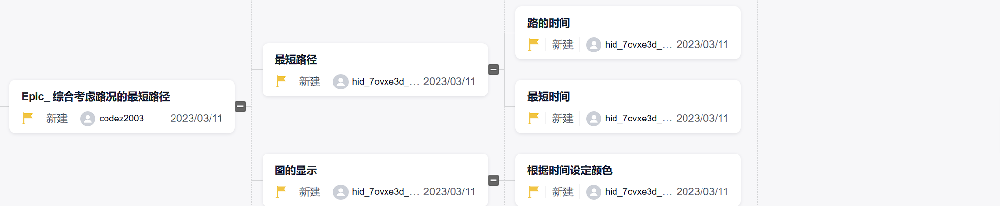 Epic_ 综合考虑路况的最短路径
新建 codez2003 2023/03/11
最短路径
新建 hid_7ovxe3d_... 2023/03/11
图的显示
新建 hid_7ovxe3d_... 2023/03/11
路的时间
新建 hid_7ovxe3d_... 2023/03/11
最短时间
新建 hid_7ovxe3d_... 2023/03/11
根据时间设定颜色
新建 hid_7ovxe3d_... 2023/03/11